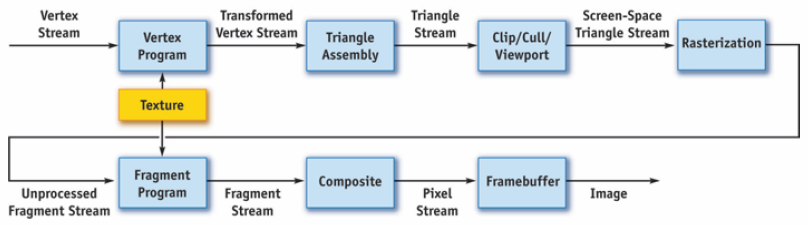 Vertex
Stream
Vertex
Program
Transformed
Vertex Stream
Triangle
Assembly
Triangle
Stream
Clip/Cull/
Viewport
Screen-Space
Triangle Stream
Rasterization
Texture
Unprocessed
Fragment Stream
Fragment
Program
Fragment
Stream
Composite
Pixel
Stream
Framebuffer
Image